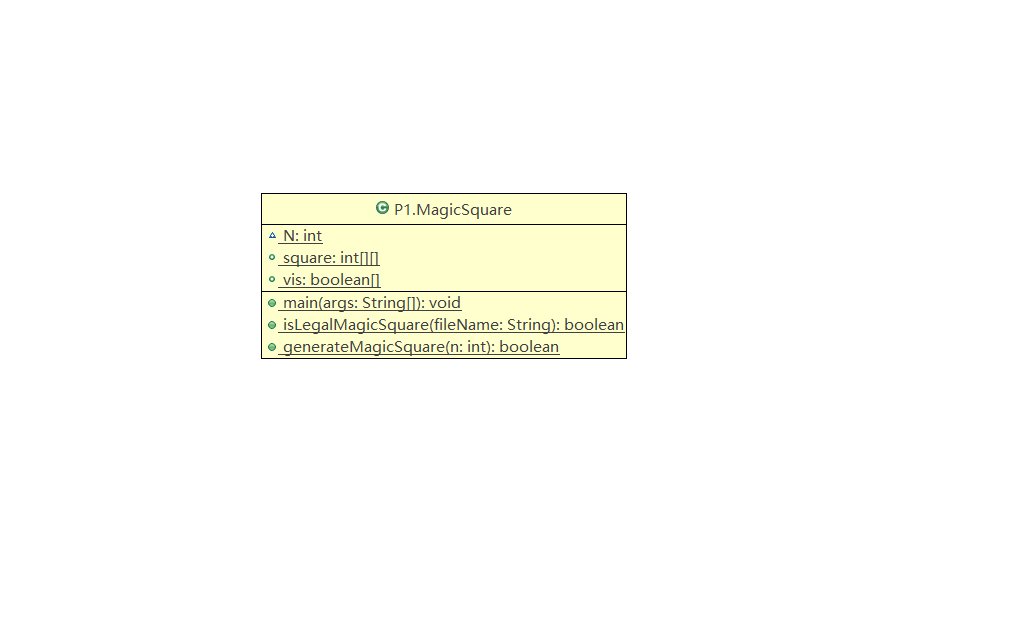 P1.MagicSquare
N: int
square: int[][]
vis: boolean[]
main(args: String[]): void
isLegalMagicSquare(fileName: String): boolean
generateMagicSquare(n: int): boolean